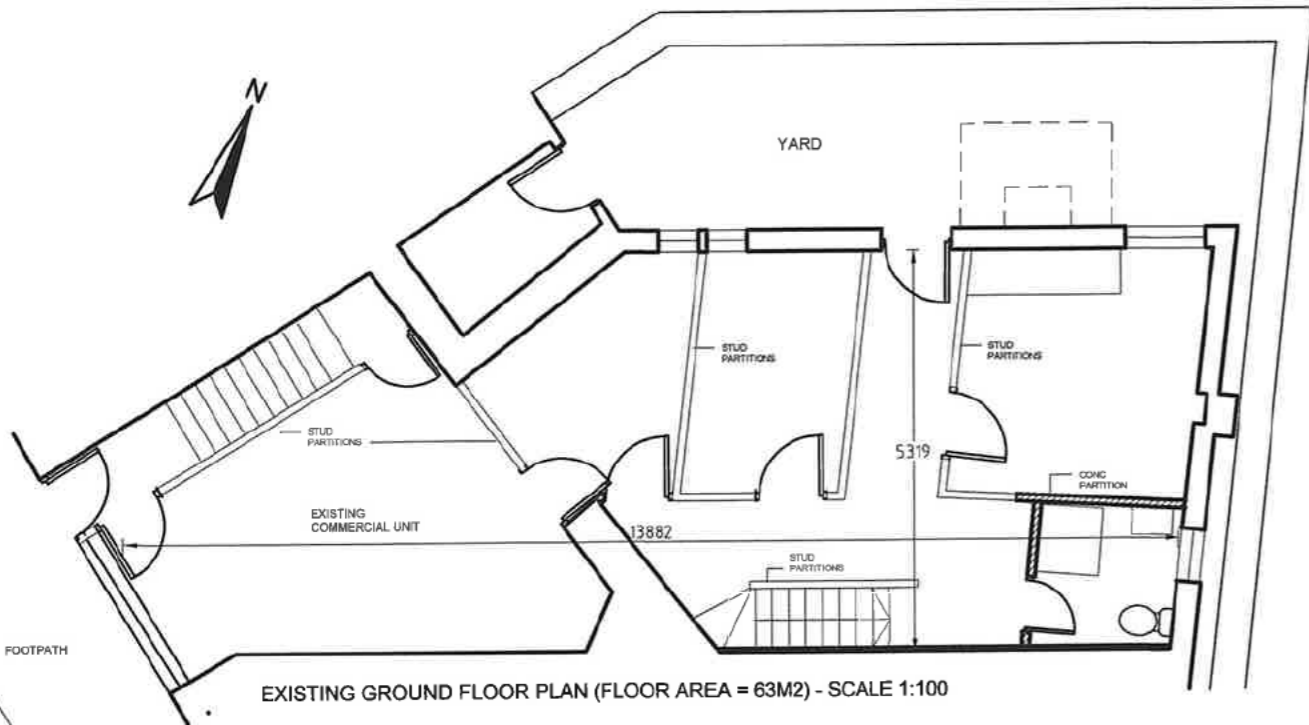 N
YARD
STUD
PARTITIONS
STUD
PARTITIONS
STUD
PARTITIONS
5319
CONC
PARTITION
EXISTING
COMMERCIAL UNIT
13882
STUD
PARTITIONS
FOOTPATH
EXISTING GROUND FLOOR PLAN (FLOOR AREA = 63M2) - SCALE 1:100